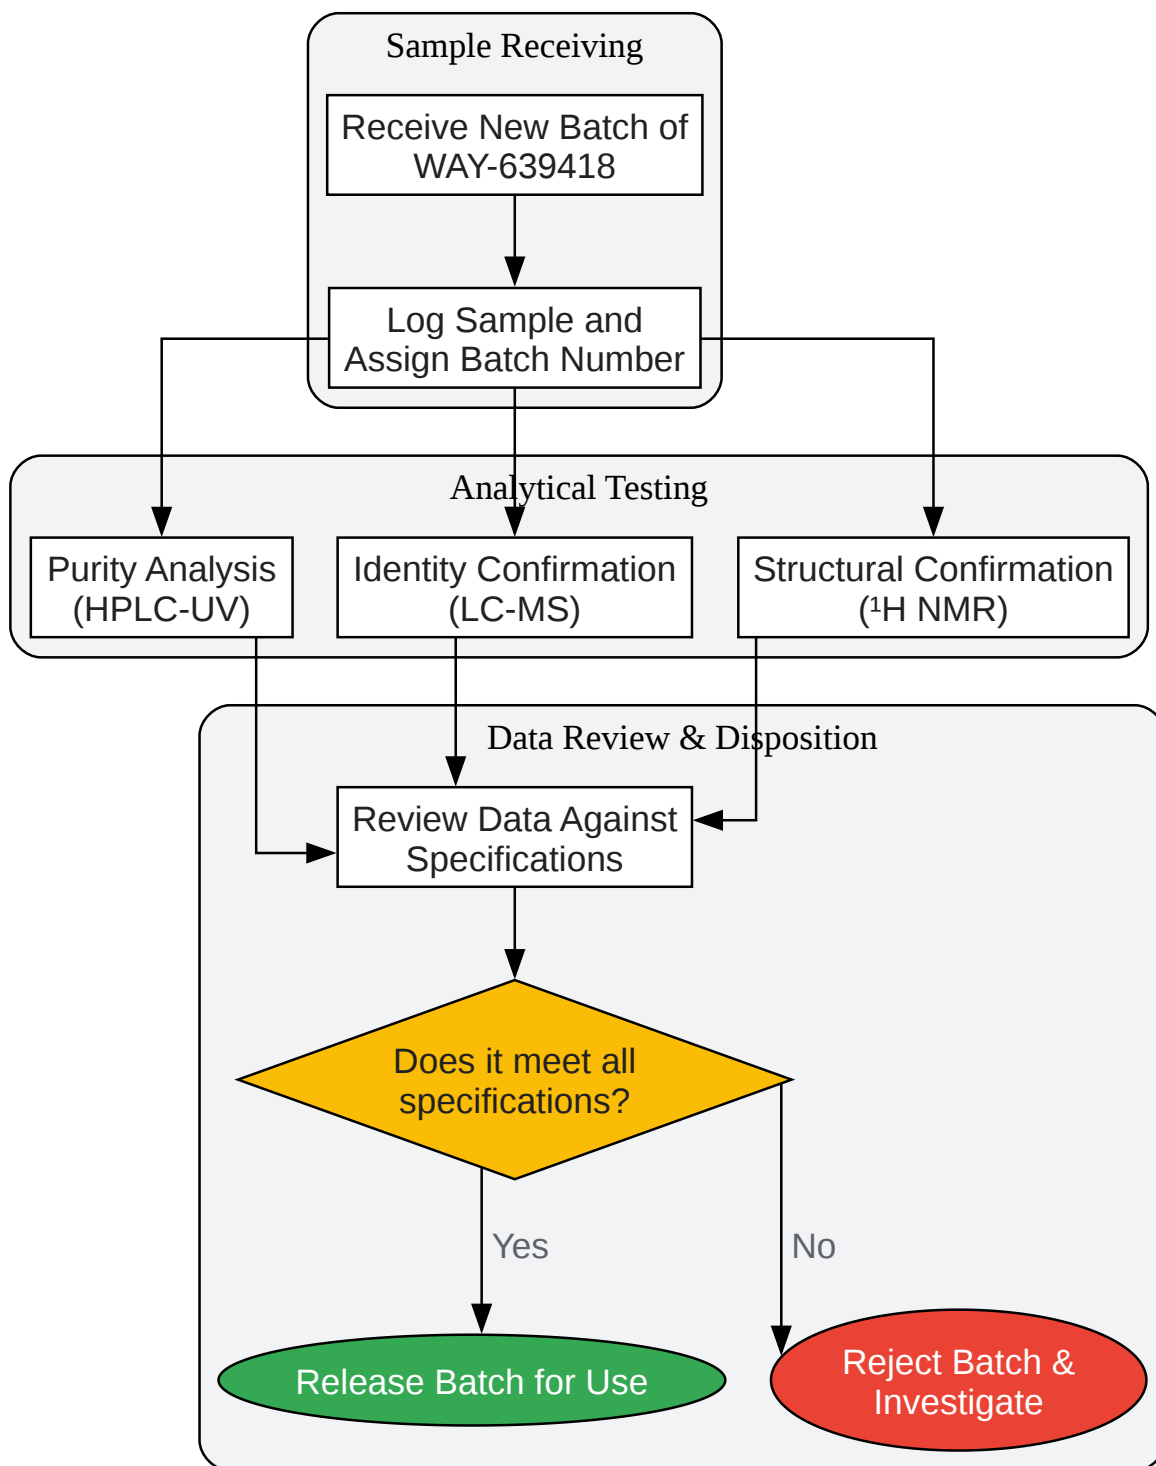 Sample Receiving
Receive New Batch of
WAY-639418
Log Sample and
Assign Batch Number
Analytical Testing
Purity Analysis
(HPLC-UV)
Identity Confirmation
(LC-MS)
Structural Confirmation
(¹H NMR)
Data Review & Disposition
Review Data Against
Specifications
Does it meet all
specifications?
Yes
No
Release Batch for Use
Reject Batch &
Investigate